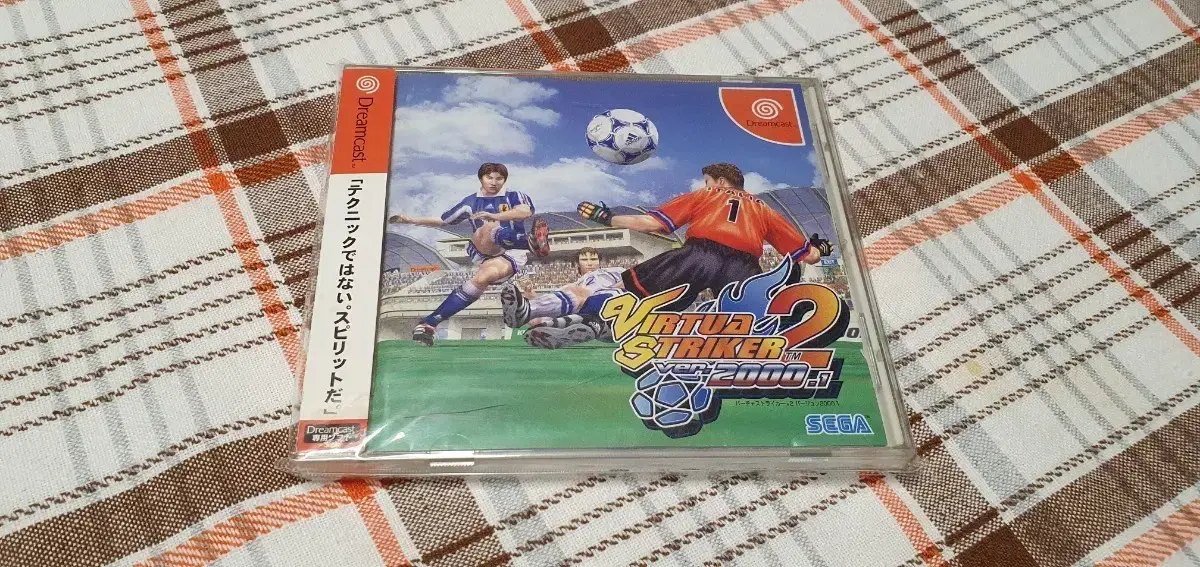 Dreamcast
「テクニックではない。スピリットだ。」
Dreamcast
専用ソフト
Dreamcast
1
VIRTUA
STRIKER 2
TM
ver. 2000.1
バーチャストライカー2 バージョン2000.1
SEGA